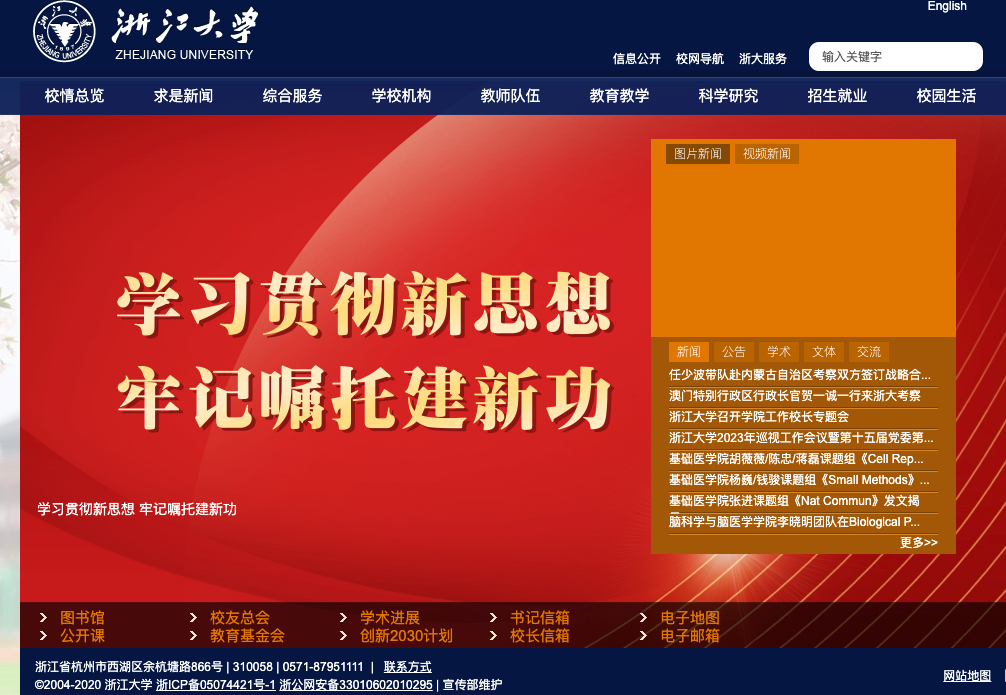 English
浙江大学
ZHEJIANG UNIVERSITY
信息公开 校网导航 浙大服务 输入关键字
校情总览 求是新闻 综合服务 学校机构 教师队伍 教育教学 科学研究 招生就业 校园生活
图片新闻 视频新闻
学习贯彻新思想
牢记嘱托建新功
学习贯彻新思想 牢记嘱托建新功
新闻 公告 学术 文体 交流
任少波带队赴内蒙古自治区考察双方签订战略合...
澳门特别行政区行政长官贺一诚一行来浙大考察
浙江大学召开学院工作校长专题会
浙江大学2023年巡视工作会议暨第十五届党委第...
基础医学院胡薇薇/陈忠/蒋磊课题组《Cell Rep...
基础医学院杨巍/钱骏课题组《Small Methods》...
基础医学院张进课题组《Nat Commun》发文揭
脑科学与脑医学学院李晓明团队在Biological P...
更多>>
图书馆 校友总会 学术进展 书记信箱 电子地图
公开课 教育基金会 创新2030计划 校长信箱 电子邮箱
浙江省杭州市西湖区余杭塘路866号 | 310058 | 0571-87951111 | 联系方式
©2004-2020 浙江大学 浙ICP备05074421号-1 浙公网安备33010602010295 | 宣传部维护
网站地图